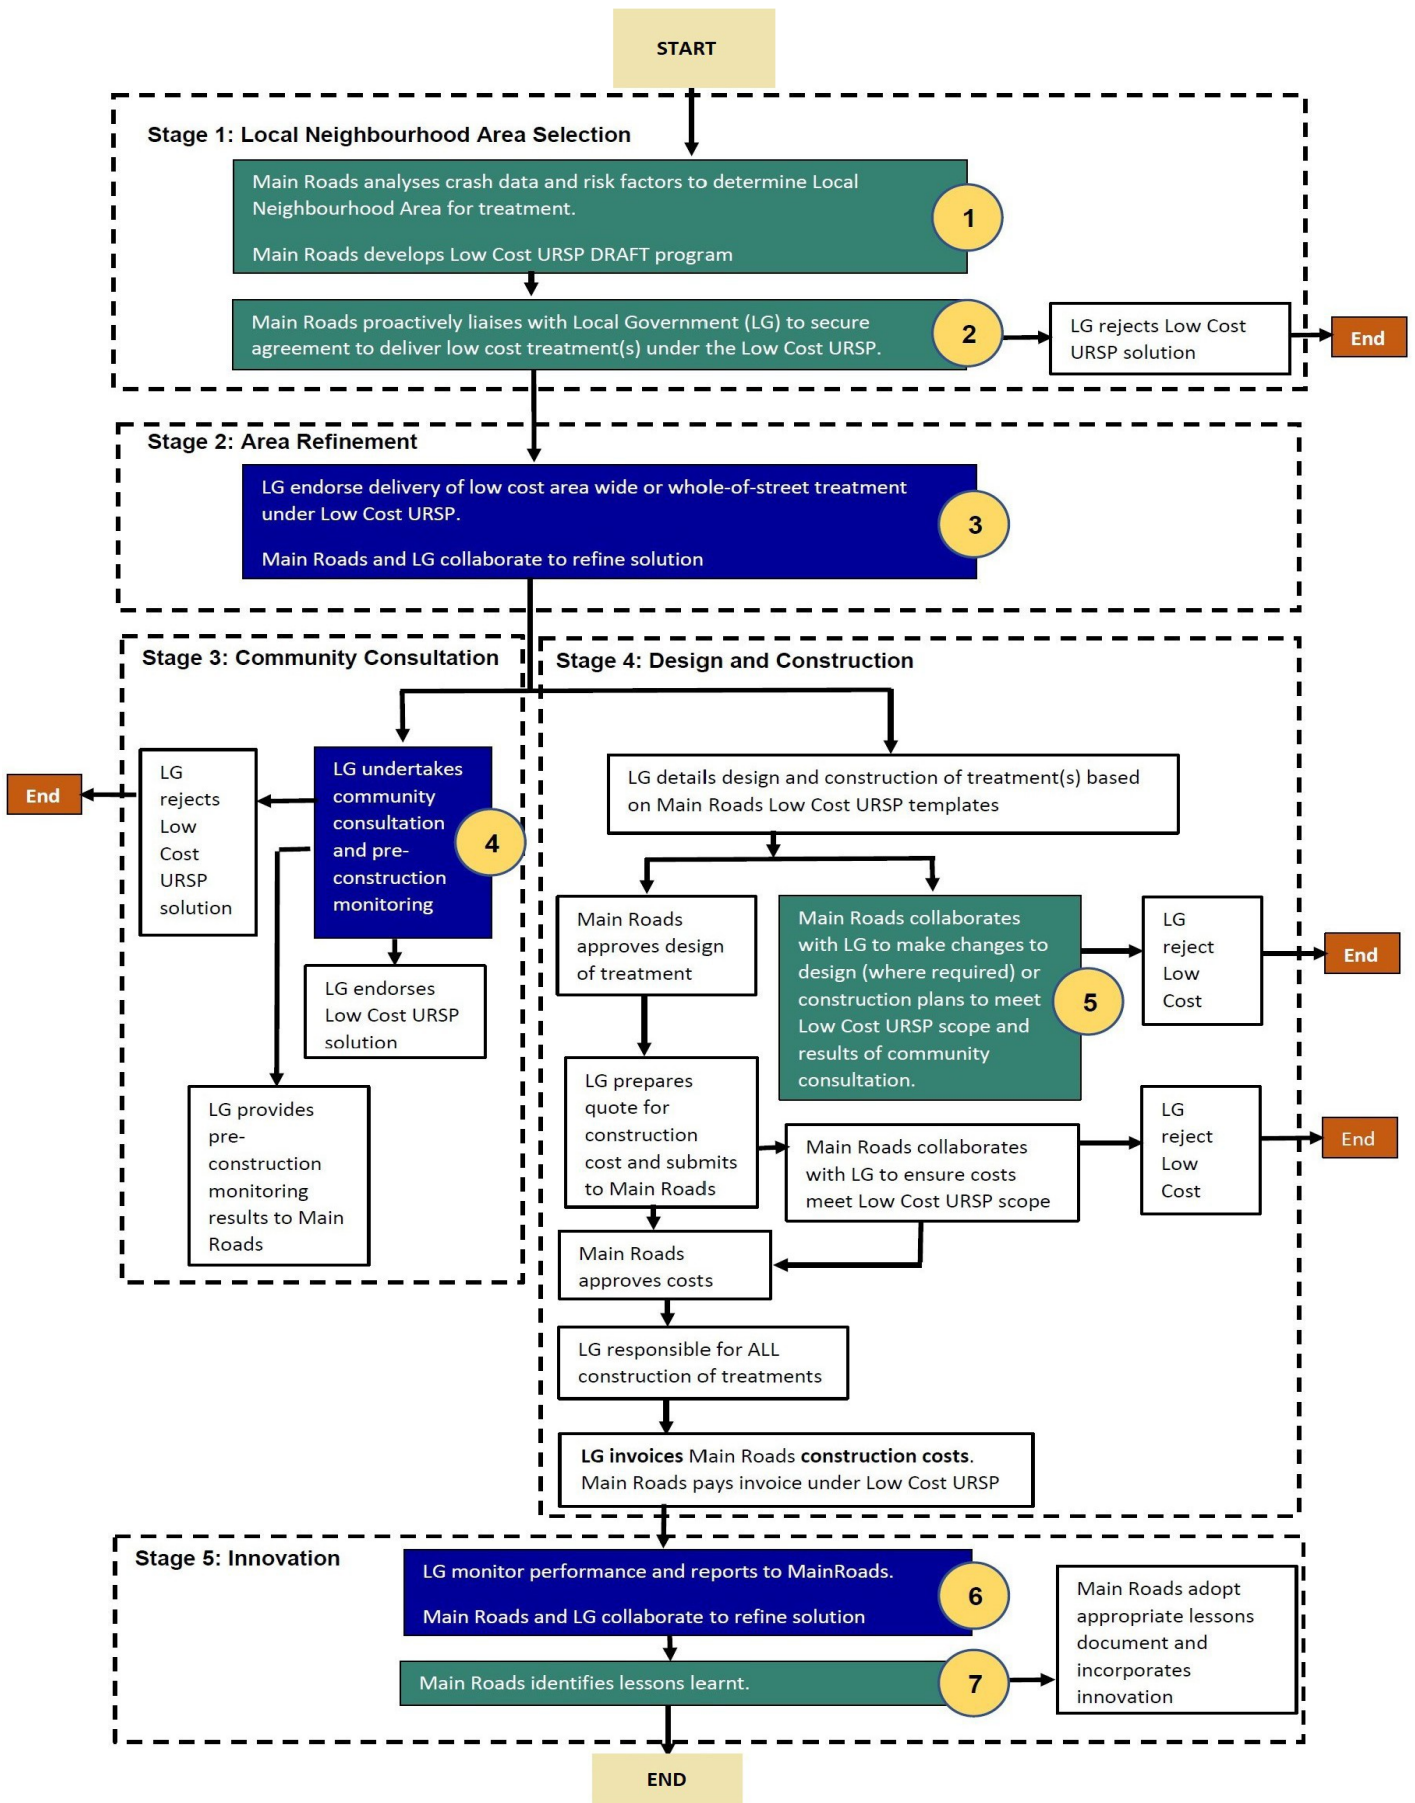 START
Stage 1: Local Neighbourhood Area Selection
Main Roads analyses crash data and risk factors to determine Local
Neighbourhood Area for treatment.
Main Roads develops Low Cost URSP DRAFT program
1
Main Roads proactively liaises with Local Government (LG) to secure
agreement to deliver low cost treatment(s) under the Low Cost URSP.
2
LG rejects Low Cost
URSP solution
End
Stage 2: Area Refinement
LG endorse delivery of low cost area wide or whole-of-street treatment
under Low Cost URSP.
Main Roads and LG collaborate to refine solution
3
Stage 3: Community Consultation
End
LG
rejects
Low
Cost
URSP
solution
LG undertakes
community
consultation
and pre-
construction
monitoring
4
LG endorses
Low Cost URSP
solution
LG provides
pre-
construction
monitoring
results to Main
Roads
Stage 4: Design and Construction
LG details design and construction of treatment(s) based
on Main Roads Low Cost URSP templates
Main Roads
approves design
of treatment
Main Roads collaborates
with LG to make changes to
design (where required) or
construction plans to meet
Low Cost URSP scope and
results of community
consultation.
5
LG
reject
Low
Cost
End
LG prepares
quote for
construction
cost and submits
to Main Roads
Main Roads collaborates
with LG to ensure costs
meet Low Cost URSP scope
LG
reject
Low
Cost
End
Main Roads
approves costs
LG responsible for ALL
construction of treatments
LG invoices Main Roads construction costs.
Main Roads pays invoice under Low Cost URSP
Stage 5: Innovation
LG monitor performance and reports to MainRoads.
Main Roads and LG collaborate to refine solution
6
Main Roads identifies lessons learnt.
7
Main Roads adopt
appropriate lessons
document and
incorporates
innovation
END